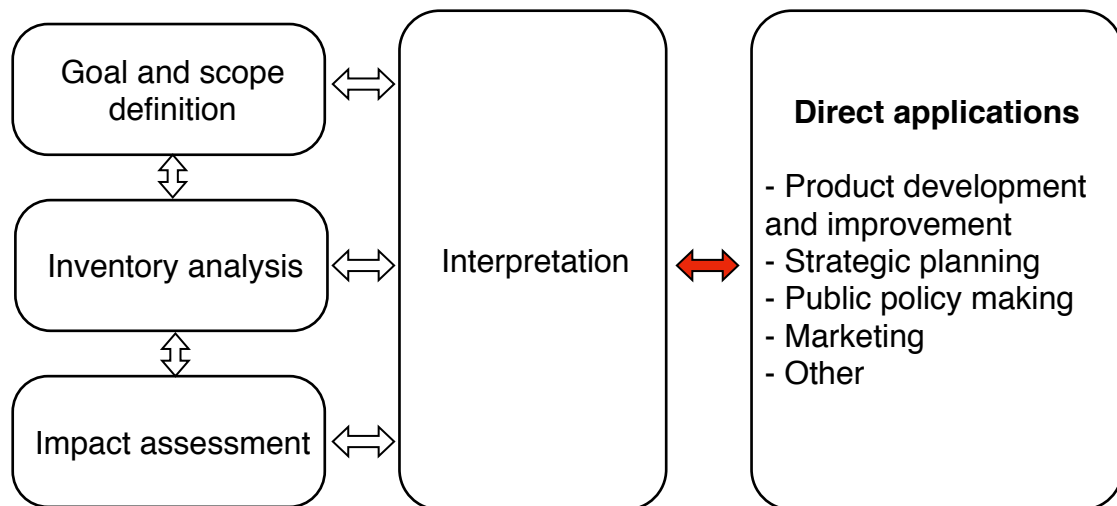 Goal and scope
definition
Inventory analysis
Impact assessment
Interpretation
Direct applications
- Product development
and improvement
- Strategic planning
- Public policy making
- Marketing
- Other